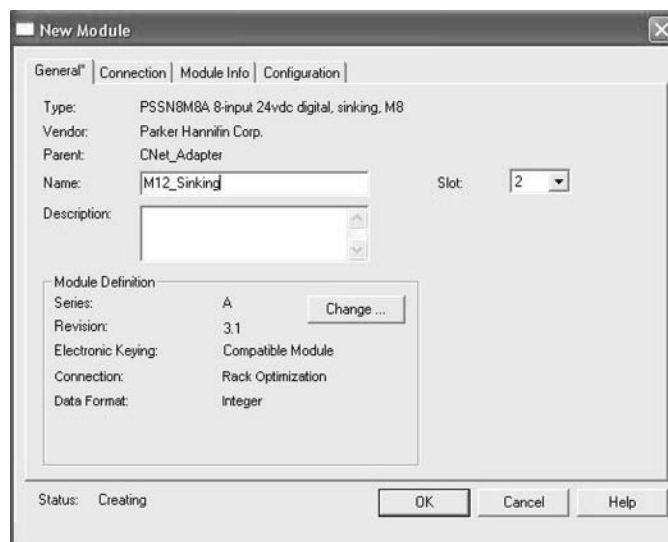 New Module
General* Connection Module Info Configuration
Type: PSSN8M8A 8-input 24vdc digital, sinking, M8
Vendor: Parker Hannifin Corp.
Parent: CNet_Adapter
Name: M12_Sinking Slot: 2
Description:
Module Definition
Series: A Change ...
Revision: 3.1
Electronic Keying: Compatible Module
Connection: Rack Optimization
Data Format: Integer
Status: Creating OK Cancel Help